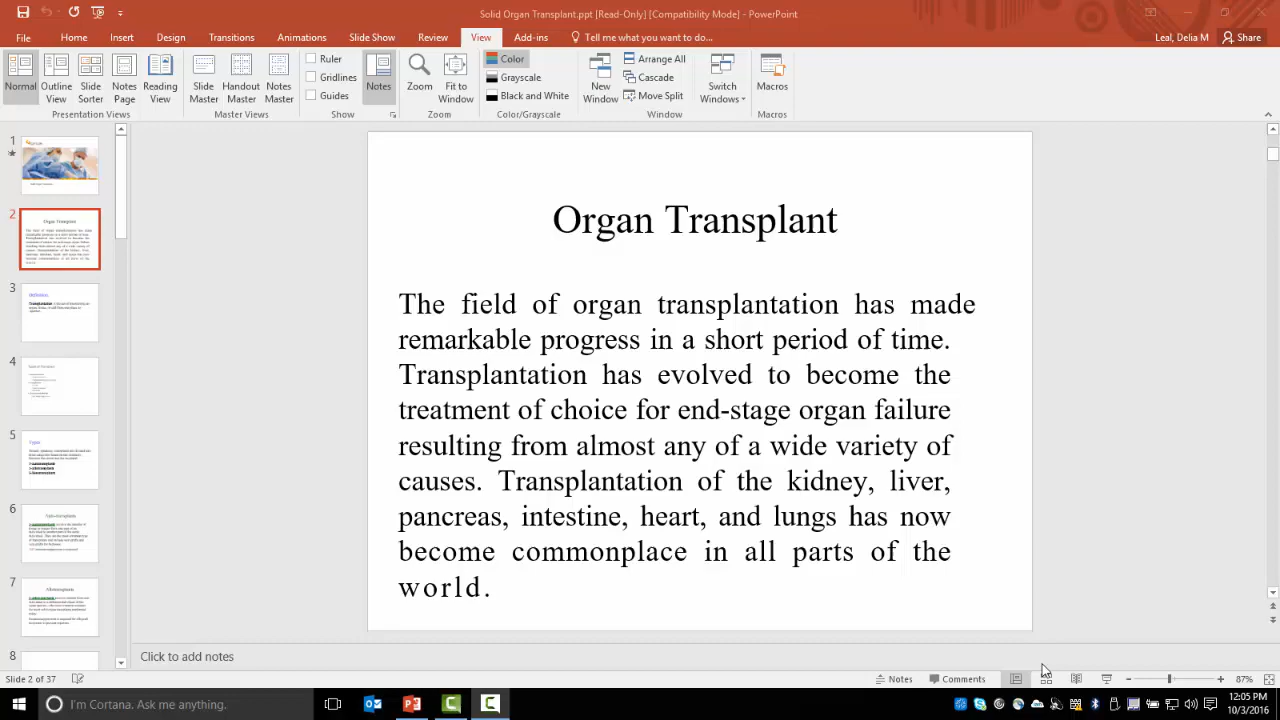 Solid Organ Transplant.ppt [Read-Only] [Compatibility Mode] - PowerPoint
File Home Insert Design Transitions Animations Slide Show Review View Add-ins Tell me what you want to do... Leal, Delia M Share
Normal Outline View Slide Sorter Notes Page Reading View
Presentation Views
Slide Master Handout Master Notes Master
Master Views
Ruler
Gridlines
Guides
Notes
Show
Zoom Fit to Window
Zoom
Color
Grayscale
Black and White
Color/Grayscale
New Window
Arrange All
Cascade
Move Split
Switch Windows
Window
Macros
Macros
1
2
3
4
5
6
7
8
Organ Transplant
The field of organ transplantation has made
remarkable progress in a short period of time.
Transplantation has evolved to become the
treatment of choice for end-stage organ failure
resulting from almost any of a wide variety of
causes. Transplantation of the kidney, liver,
pancreas, intestine, heart, and lungs has now
become commonplace in all parts of the
world.
Click to add notes
Slide 2 of 37 Notes Comments 87%
I'm Cortana. Ask me anything.
12:05 PM
10/3/2016